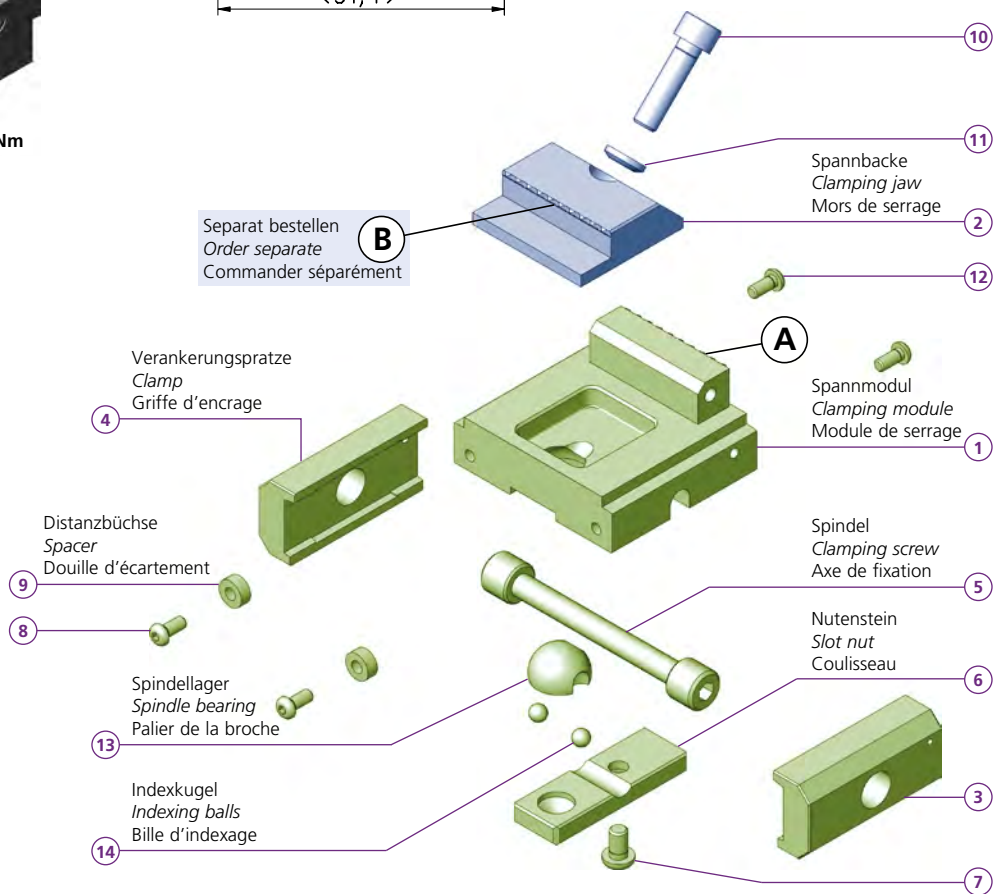 Nm
10
11
Spannbacke
Clamping jaw
Mors de serrage
2
Separat bestellen
Order separate
Commander séparément
B
12
A
Verankerungspratze
Clamp
Griffe d'encrage
4
Spannmodul
Clamping module
Module de serrage
1
Distanzbüchse
Spacer
Douille d'écartement
9
8
Spindel
Clamping screw
Axe de fixation
5
Nutenstein
Slot nut
Coulisseau
6
Spindellager
Spindle bearing
Palier de la broche
13
3
Indexkugel
Indexing balls
Bille d'indexage
14
7